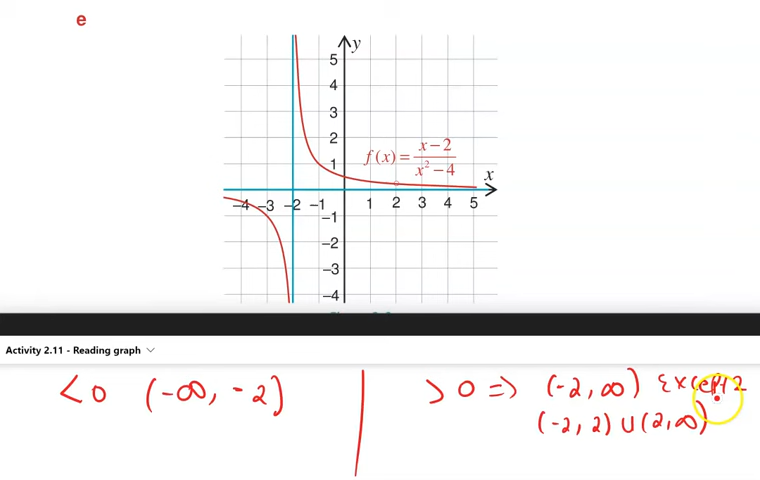 e
y
5
4
3
2
1
f(x) = x−2 / x² −4
x
−4 −3 −2 −1 1 2 3 4 5
−1
−2
−3
−4
Activity 2.11 - Reading graph
<0 (-∞, -2)
>0 => (-2, ∞) Except 2
(-2, 2) ∪ (2, ∞)